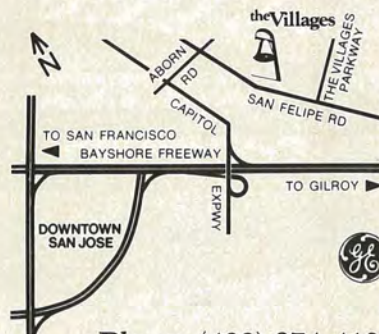 the Villages
N
ABORN
RD
THE VILLAGES
PARKWAY
CAPITOL
SAN FELIPE RD
TO SAN FRANCISCO
BAYSHORE FREEWAY
EXPWY
TO GILROY
DOWNTOWN
SAN JOSE
GE